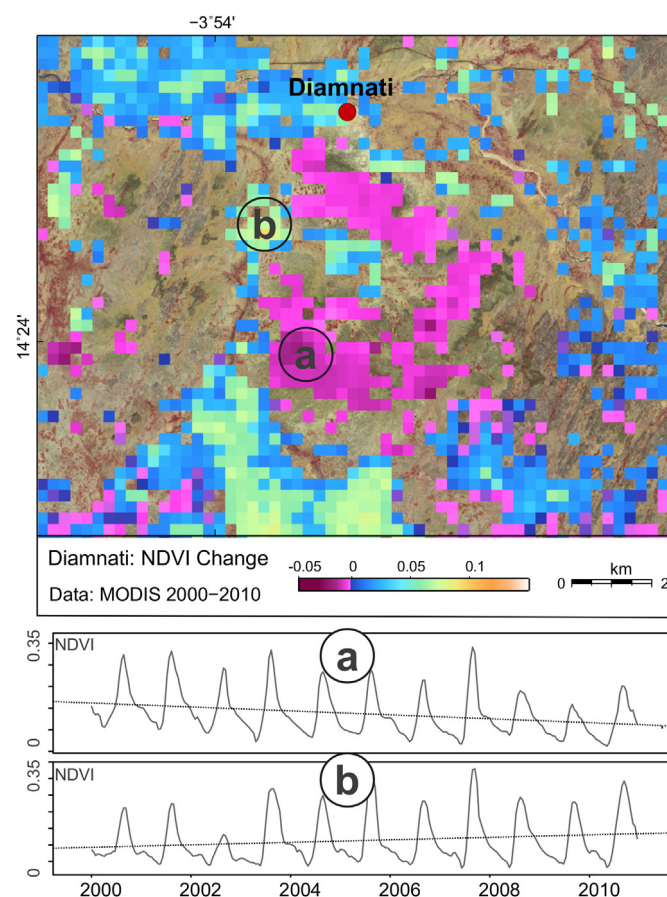 −3°54'
Diamnati
b
14°24'
a
Diamnati: NDVI Change
Data: MODIS 2000−2010
-0.05 0 0.05 0.1
km
0 2
NDVI
0.35
0
a
NDVI
0.35
0
b
2000 2002 2004 2006 2008 2010